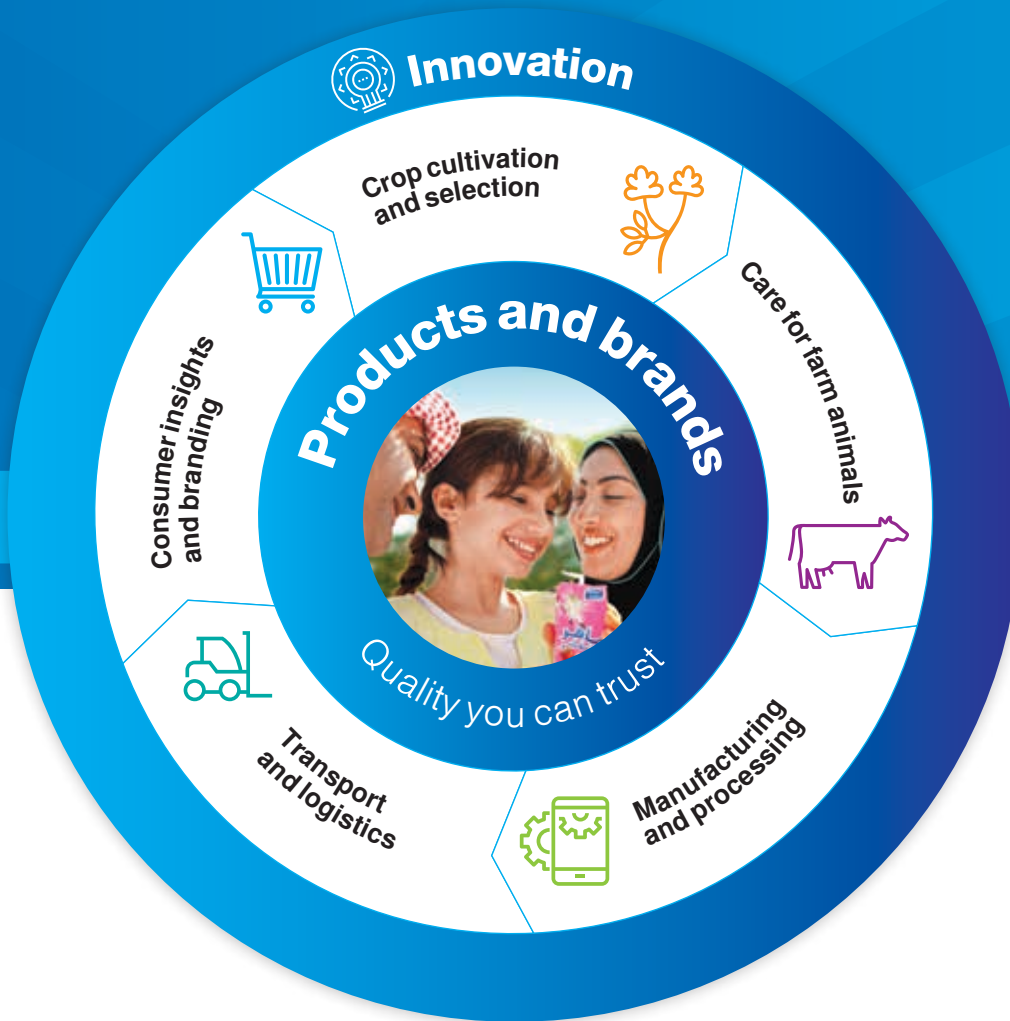 Innovation
Crop cultivation
and selection
Care for farm animals
Manufacturing
and processing
Transport
and logistics
Consumer insights
and branding
Products and brands
Quality you can trust